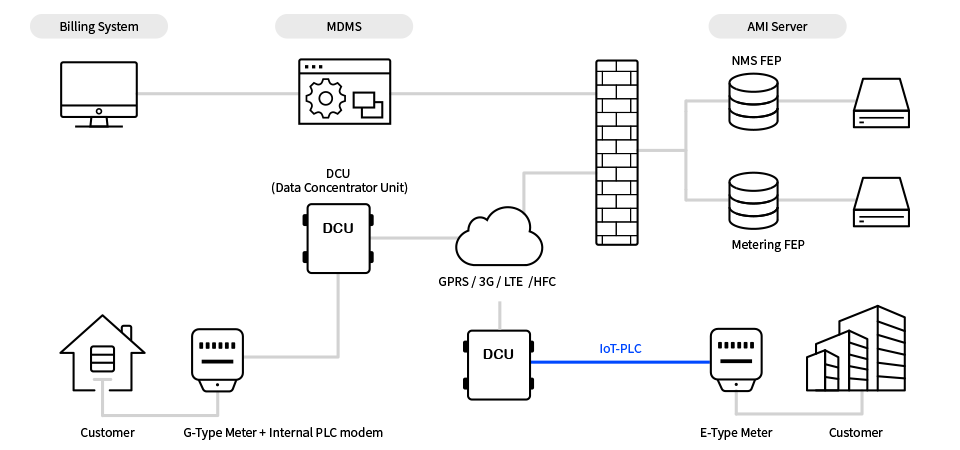 Billing System
MDMS
AMI Server
NMS FEP
DCU
(Data Concentrator Unit)
DCU
Metering FEP
GPRS / 3G / LTE /HFC
DCU
IoT-PLC
Customer
G-Type Meter + Internal PLC modem
E-Type Meter
Customer